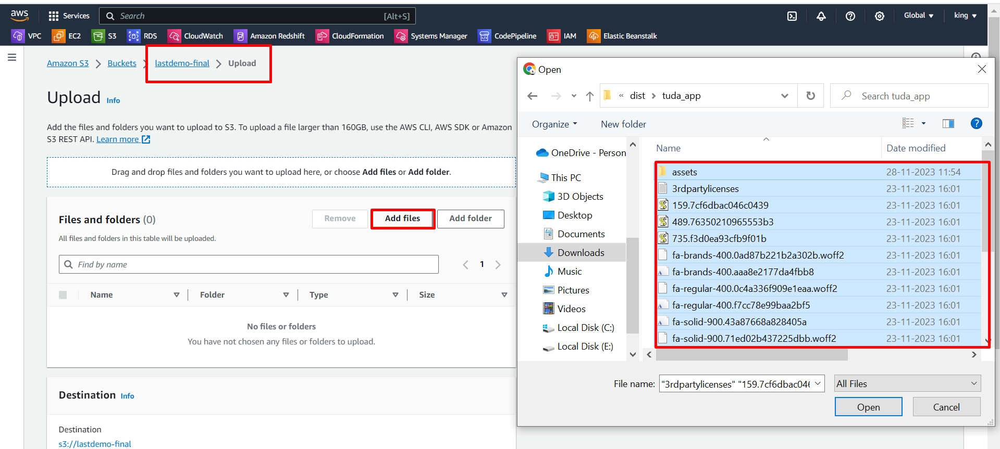 aws
Services
Search
[Alt+S]
Global
king
VPC
EC2
S3
RDS
CloudWatch
Amazon Redshift
CloudFormation
Systems Manager
CodePipeline
IAM
Elastic Beanstalk
Amazon S3 > Buckets > lastdemo-final > Upload
Upload Info
Add the files and folders you want to upload to S3. To upload a file larger than 160GB, use the AWS CLI, AWS SDK or Amazon
S3 REST API. Learn more
Drag and drop files and folders you want to upload here, or choose Add files or Add folder.
Files and folders (0)
Remove
Add files
Add folder
All files and folders in this table will be uploaded.
Find by name
1
Name
Folder
Type
Size
No files or folders
You have not chosen any files or folders to upload.
Destination Info
Destination
s3://lastdemo-final
Open
« dist > tuda_app
Search tuda_app
Organize
New folder
OneDrive - Person
This PC
3D Objects
Desktop
Documents
Downloads
Music
Pictures
Videos
Local Disk (C:)
Local Disk (E:)
Name
Date modified
assets 28-11-2023 11:54
3rdpartylicenses 23-11-2023 16:01
159.7cf6dbac046c0439 23-11-2023 16:01
489.76350210965553b3 23-11-2023 16:01
735.f3d0ea93cfb9f01b 23-11-2023 16:01
fa-brands-400.0ad87b221b2a302b.woff2 23-11-2023 16:01
fa-brands-400.aaa8e2177da4fbb8 23-11-2023 16:01
fa-regular-400.0c4a336f909e1eaa.woff2 23-11-2023 16:01
fa-regular-400.f7cc78e99baa2bf5 23-11-2023 16:01
fa-solid-900.43a87668a828405a 23-11-2023 16:01
fa-solid-900.71ed02b437225dbb.woff2 23-11-2023 16:01
File name: "3rdpartylicenses" "159.7cf6dbac046
All Files
Open
Cancel